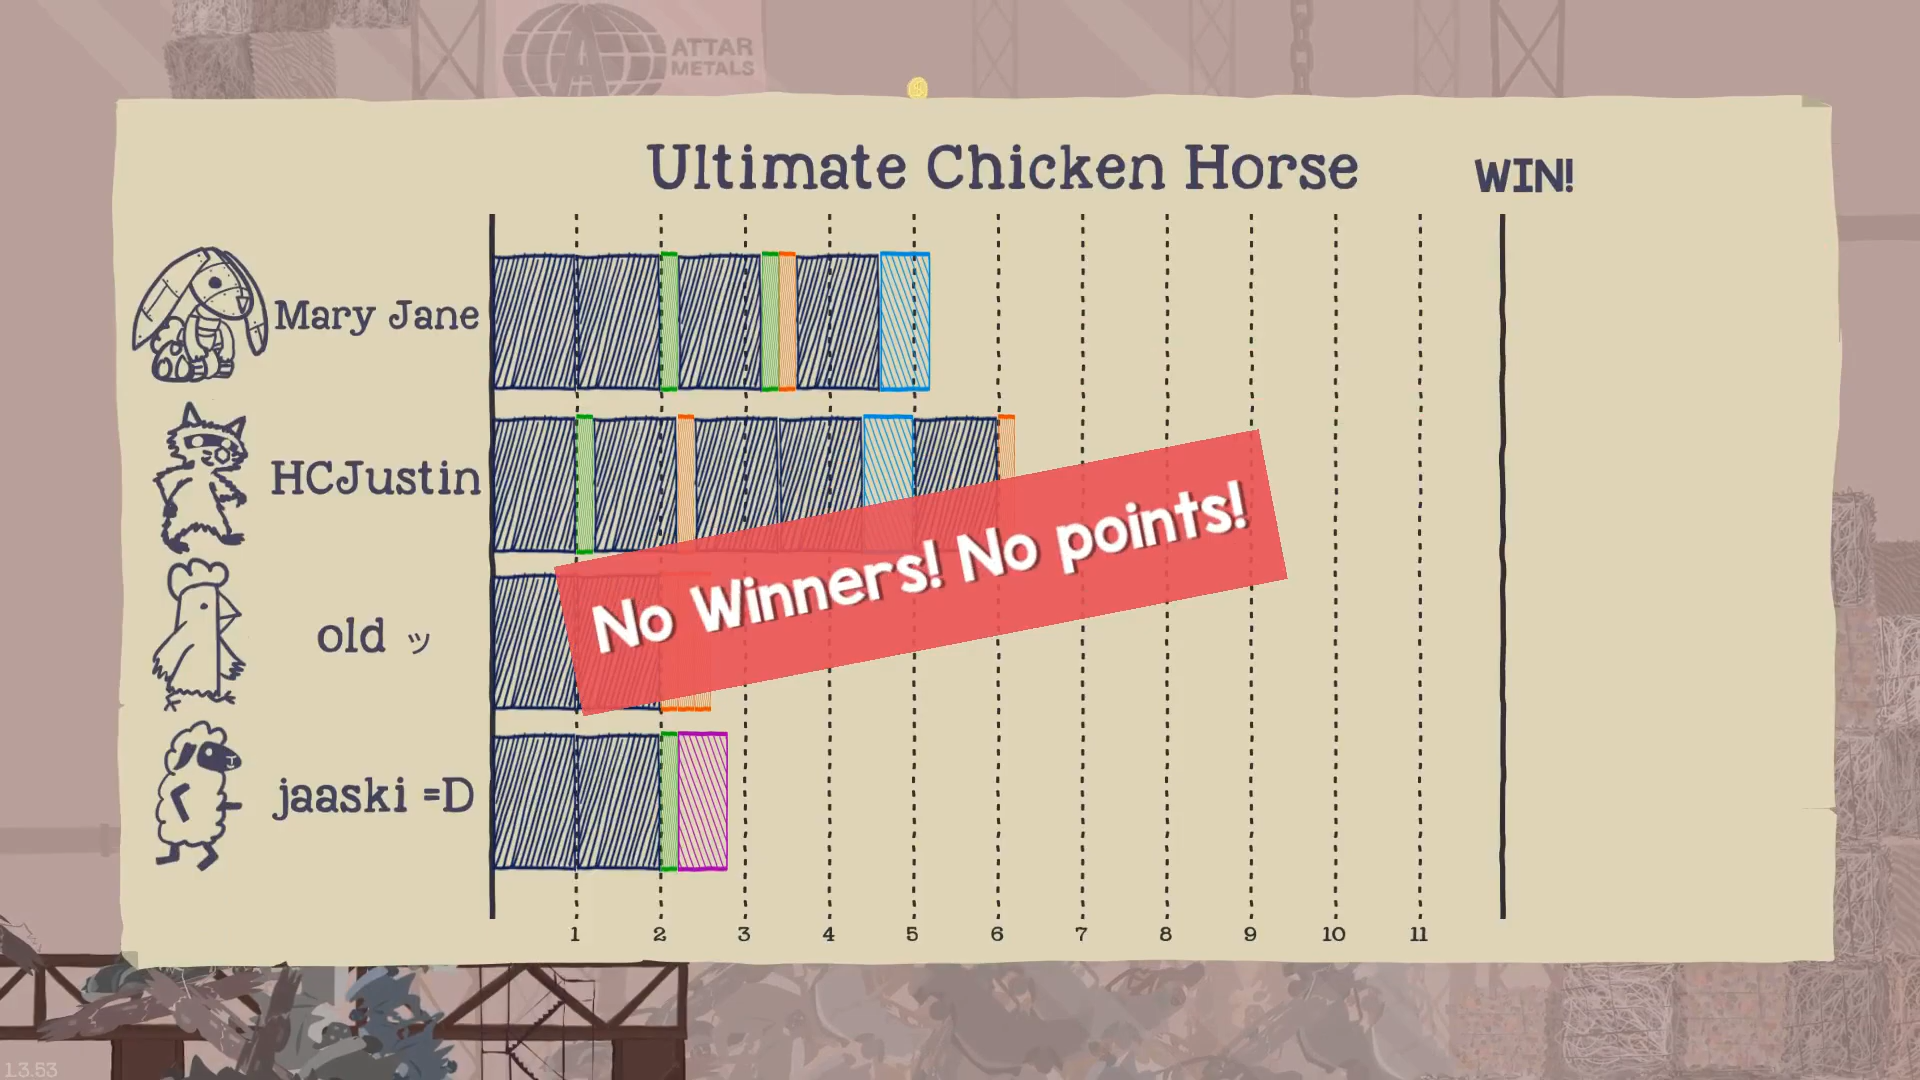 ATTAR
METALS
Ultimate Chicken Horse
WIN!
Mary Jane
HCJustin
No Winners! No points!
old ッ
jaaski =D
1 2 3 4 5 6 7 8 9 10 11
1.3.53